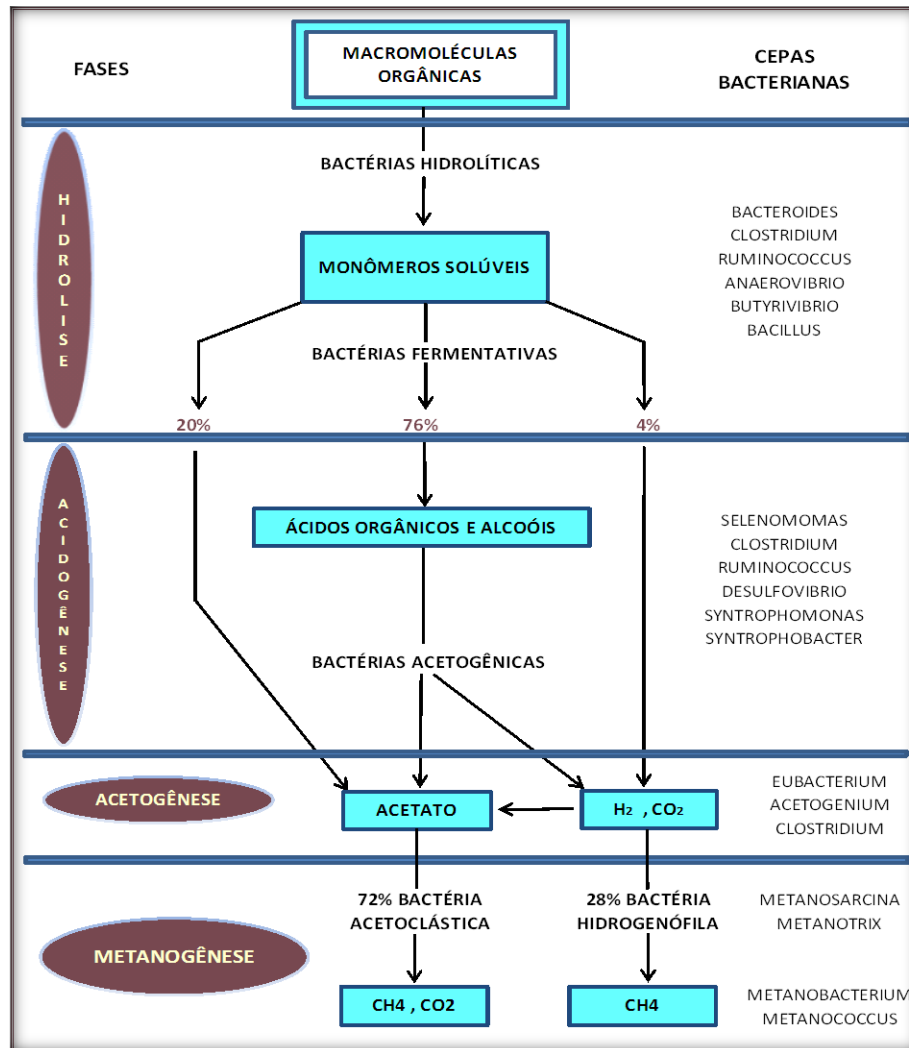 FASES
MACROMOLÉCULAS
ORGÂNICAS
CEPAS
BACTERIANAS
HIDROLISE
BACTÉRIAS HIDROLÍTICAS
MONÔMEROS SOLÚVEIS
BACTÉRIAS FERMENTATIVAS
20%
76%
4%
BACTEROIDES
CLOSTRIDIUM
RUMINOCOCCUS
ANAEROVIBRIO
BUTYRIVIBRIO
BACILLUS
ACIDOGÊNESE
ÁCIDOS ORGÂNICOS E ALCOÓIS
BACTÉRIAS ACETOGÊNICAS
SELENOMOMAS
CLOSTRIDIUM
RUMINOCOCCUS
DESULFOVIBRIO
SYNTROPHOMONAS
SYNTROPHOBACTER
ACETOGÊNESE
ACETATO
H₂ , CO₂
EUBACTERIUM
ACETOGENIUM
CLOSTRIDIUM
METANOGÊNESE
72% BACTÉRIA
ACETOCLÁSTICA
28% BACTÉRIA
HIDROGENÓFILA
METANOSARCINA
METANOTRIX
CH4 , CO2
CH4
METANOBACTERIUM
METANOCOCCUS